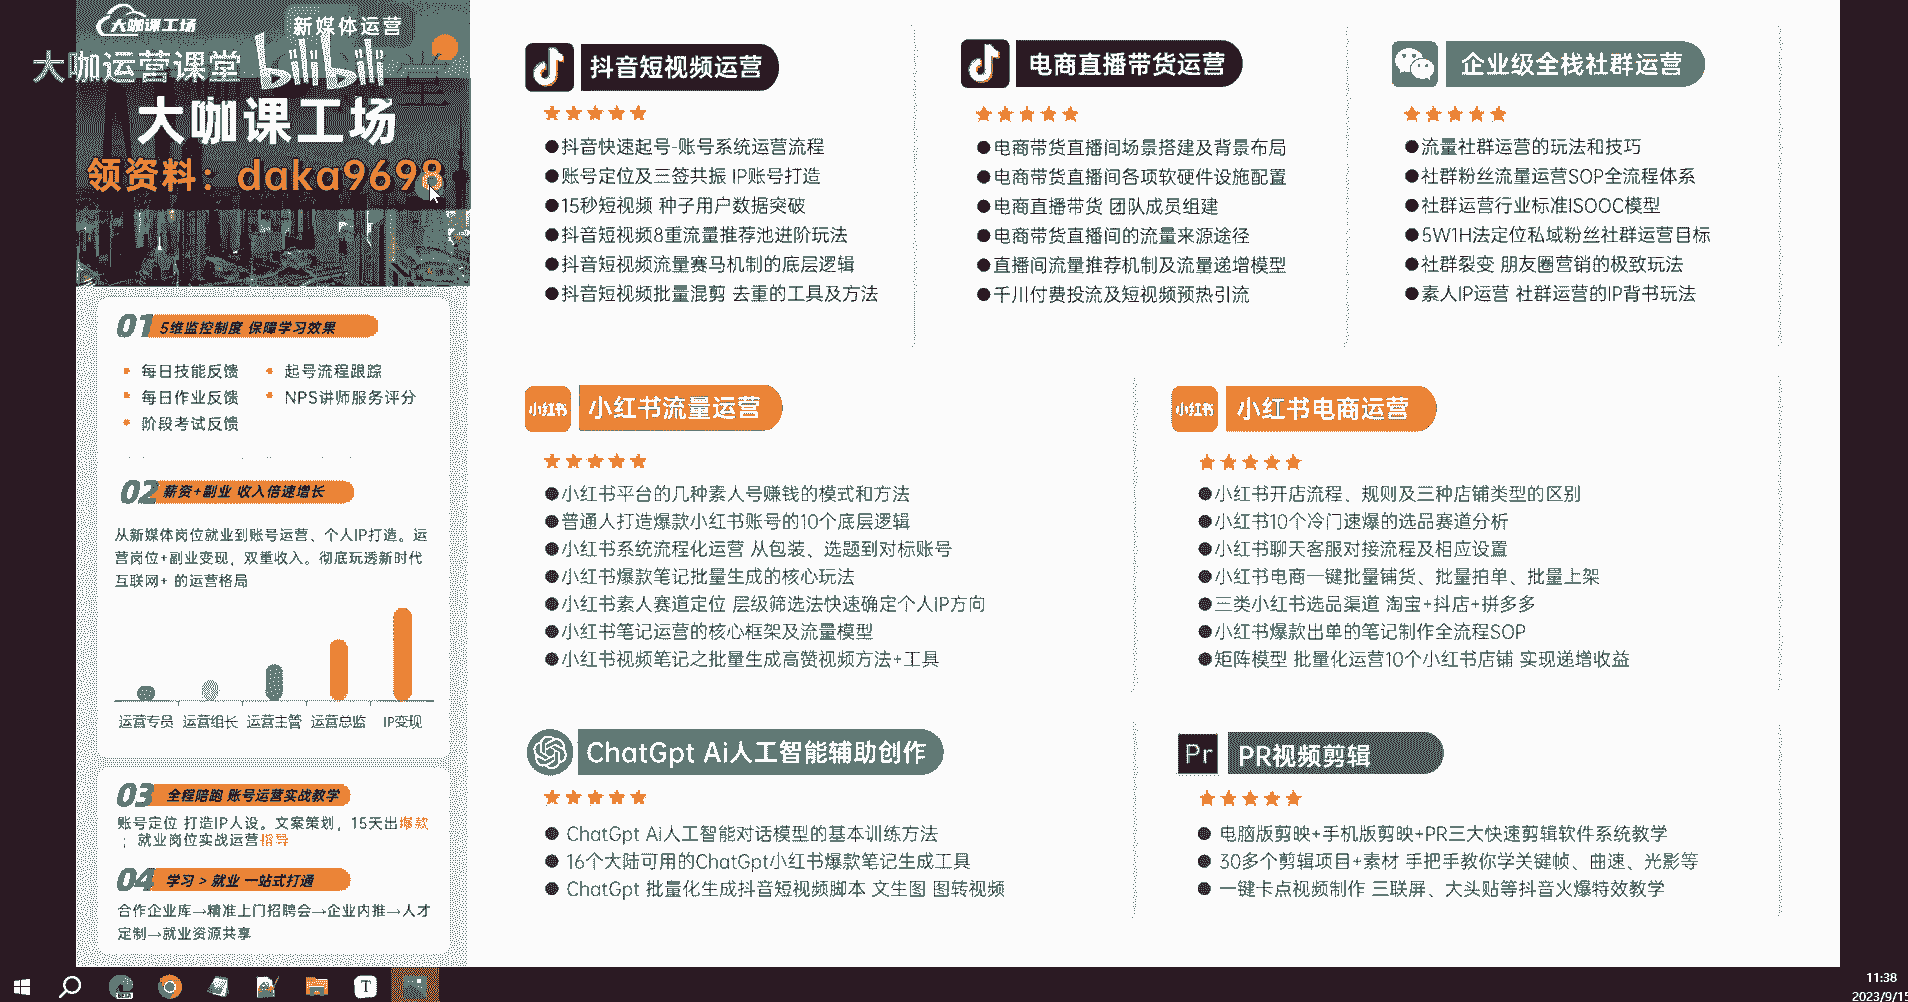 大咖课工场
新媒体运营
大咖运营课堂
bilibili
大咖课工场
领资料：daka9698
01 5维监控制度 保障学习效果
每日技能反馈
起号流程跟踪
每日作业反馈
NPS讲师服务评分
阶段考试反馈
02 薪资+副业 收入倍速增长
从新媒体岗位就业到账号运营、个人IP打造。运
营岗位+副业变现，双重收入。彻底玩透新时代
互联网+ 的运营格局
运营专员 运营组长 运营主管 运营总监 IP变现
03 全程陪跑 账号运营实战教学
账号定位 打造IP人设。文案策划，15天出爆款
；就业岗位实战运营指导
04 学习 > 就业 一站式打通
合作企业库→精准上门招聘会→企业内推→人才
定制→就业资源共享
抖音短视频运营
●抖音快速起号-账号系统运营流程
●账号定位及三签共振 IP账号打造
●15秒短视频 种子用户数据突破
●抖音短视频8重流量推荐池进阶玩法
●抖音短视频流量赛马机制的底层逻辑
●抖音短视频批量混剪 去重的工具及方法
电商直播带货运营
●电商带货直播间场景搭建及背景布局
●电商带货直播间各项软硬件设施配置
●电商直播带货 团队成员组建
●电商带货直播间的流量来源途径
●直播间流量推荐机制及流量递增模型
●千川付费投流及短视频预热引流
企业级全栈社群运营
●流量社群运营的玩法和技巧
●社群粉丝流量运营SOP全流程体系
●社群运营行业标准ISOOC模型
●5W1H法定位私域粉丝社群运营目标
●社群裂变 朋友圈营销的极致玩法
●素人IP运营 社群运营的IP背书玩法
小红书
小红书流量运营
●小红书平台的几种素人号赚钱的模式和方法
●普通人打造爆款小红书账号的10个底层逻辑
●小红书系统流程化运营 从包装、选题到对标账号
●小红书爆款笔记批量生成的核心玩法
●小红书素人赛道定位 层级筛选法快速确定个人IP方向
●小红书笔记运营的核心框架及流量模型
●小红书视频笔记之批量生成高赞视频方法+工具
小红书
小红书电商运营
●小红书开店流程、规则及三种店铺类型的区别
●小红书10个冷门速爆的选品赛道分析
●小红书聊天客服对接流程及相应设置
●小红书电商一键批量铺货、批量拍单、批量上架
●三类小红书选品渠道 淘宝+抖店+拼多多
●小红书爆款出单的笔记制作全流程SOP
●矩阵模型 批量化运营10个小红书店铺 实现递增收益
ChatGpt Ai人工智能辅助创作
● ChatGpt Ai人工智能对话模型的基本训练方法
● 16个大陆可用的ChatGpt小红书爆款笔记生成工具
● ChatGpt 批量化生成抖音短视频脚本 文生图 图转视频
Pr
PR视频剪辑
● 电脑版剪映+手机版剪映+PR三大快速剪辑软件系统教学
● 30多个剪辑项目+素材 手把手教你学关键帧、曲速、光影等
● 一键卡点视频制作 三联屏、大头贴等抖音火爆特效教学
BETA
T
11:38
2023/9/15